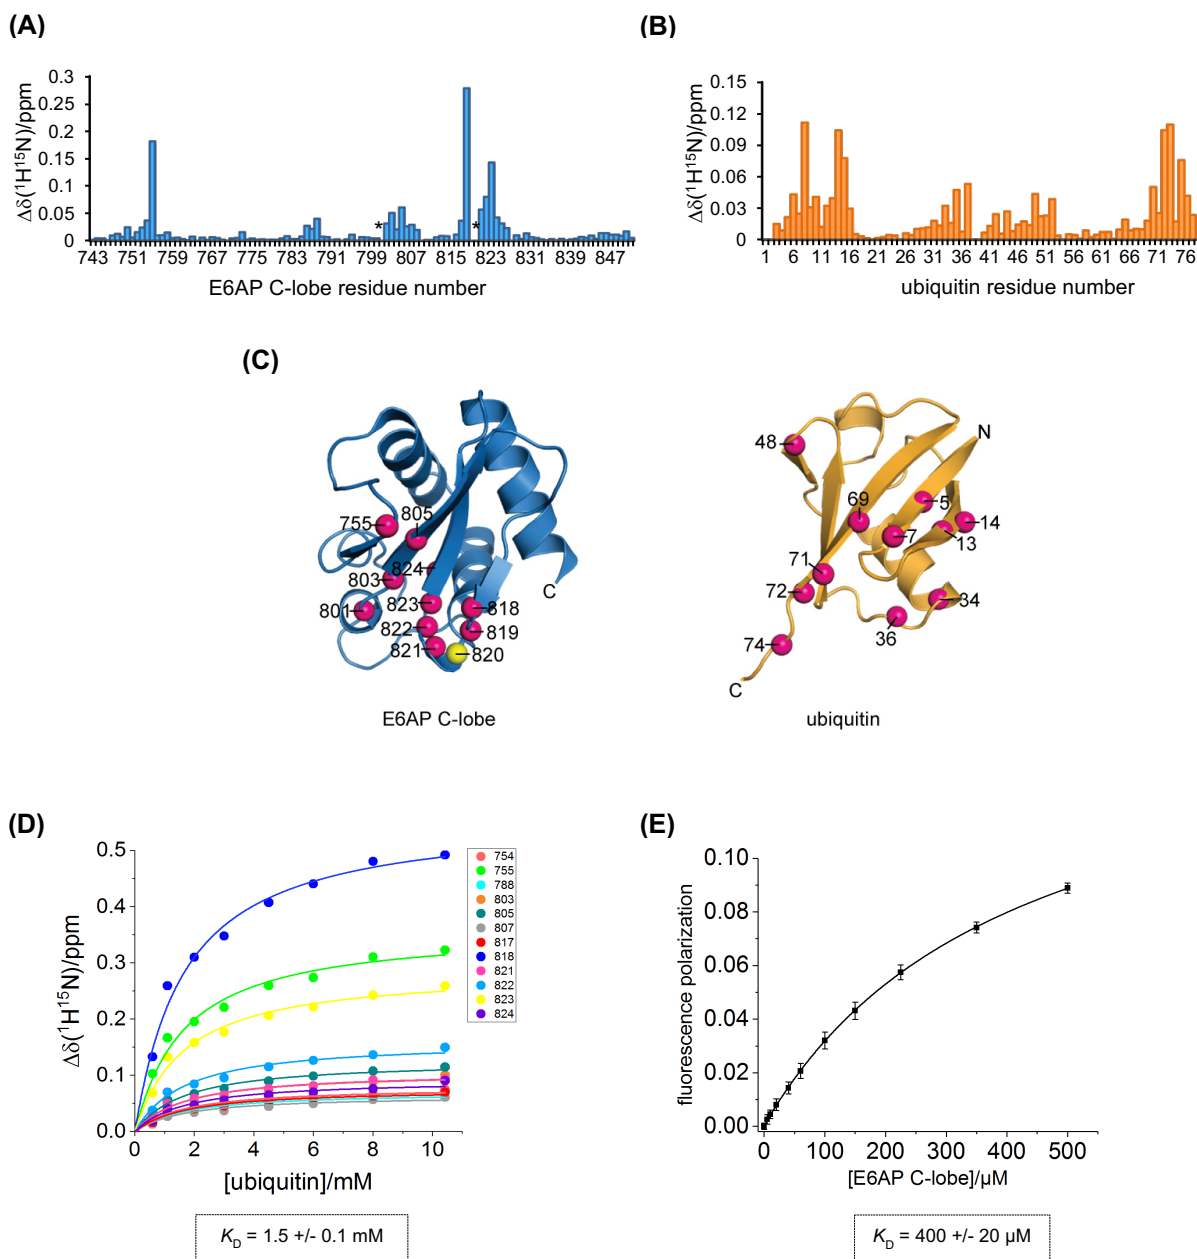 (A)
0.3
0.25
0.2
0.15
0.1
0.05
0
Δδ(¹H¹⁵N)/ppm
* *
743 751 759 767 775 783 791 799 807 815 823 831 839 847
E6AP C-lobe residue number
(B)
0.15
0.12
0.09
0.06
0.03
0
Δδ(¹H¹⁵N)/ppm
1 6 11 16 21 26 31 36 41 46 51 56 61 66 71 76
ubiquitin residue number
(C)
755
805
824
803
801
823
818
822
819
821
820
C
E6AP C-lobe
48
N
69
5
14
7
13
71
72
34
36
74
C
ubiquitin
(D)
0.5
0.4
0.3
0.2
0.1
0.0
Δδ(¹H¹⁵N)/ppm
0 2 4 6 8 10
[ubiquitin]/mM
754
755
788
803
805
807
817
818
821
822
823
824
K_D = 1.5 +/- 0.1 mM
(E)
0.10
0.08
0.06
0.04
0.02
0.00
fluorescence polarization
0 100 200 300 400 500
[E6AP C-lobe]/µM
K_D = 400 +/- 20 µM